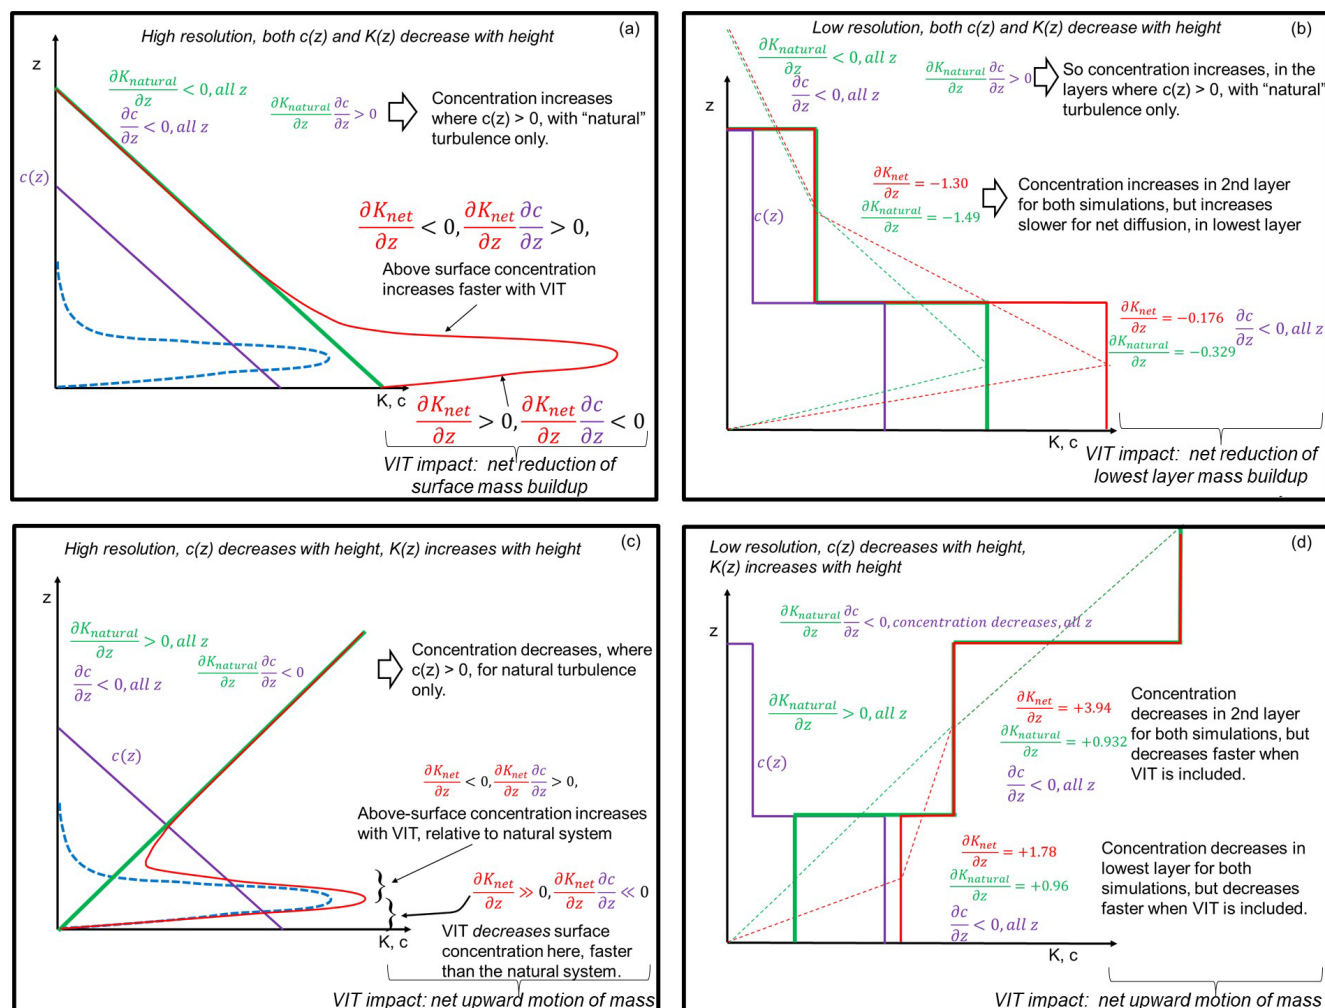 High resolution, both c(z) and K(z) decrease with height
(a)
z
∂K_natural/∂z < 0, all z
∂c/∂z < 0, all z
∂K_natural/∂z ∂c/∂z > 0
Concentration increases
where c(z) > 0, with “natural”
turbulence only.
c(z)
∂K_net/∂z < 0, ∂K_net/∂z ∂c/∂z > 0,
Above surface concentration
increases faster with VIT
K, c
∂K_net/∂z > 0, ∂K_net/∂z ∂c/∂z < 0
VIT impact: net reduction of
surface mass buildup
Low resolution, both c(z) and K(z) decrease with height
(b)
z
∂K_natural/∂z < 0, all z
∂c/∂z < 0, all z
∂K_natural/∂z ∂c/∂z > 0
So concentration increases, in the
layers where c(z) > 0, with “natural”
turbulence only.
c(z)
∂K_net/∂z = −1.30
∂K_natural/∂z = −1.49
Concentration increases in 2nd layer
for both simulations, but increases
slower for net diffusion, in lowest layer
∂K_net/∂z = −0.176
∂K_natural/∂z = −0.329
∂c/∂z < 0, all z
K, c
VIT impact: net reduction of
lowest layer mass buildup
High resolution, c(z) decreases with height, K(z) increases with height
(c)
z
∂K_natural/∂z > 0, all z
∂c/∂z < 0, all z
∂K_natural/∂z ∂c/∂z < 0
Concentration decreases, where
c(z) > 0, for natural turbulence
only.
c(z)
∂K_net/∂z < 0, ∂K_net/∂z ∂c/∂z > 0,
Above-surface concentration increases
with VIT, relative to natural system
∂K_net/∂z ≫ 0, ∂K_net/∂z ∂c/∂z ≪ 0
K, c
VIT decreases surface
concentration here, faster
than the natural system.
VIT impact: net upward motion of mass
Low resolution, c(z) decreases with height,
K(z) increases with height
(d)
z
∂K_natural/∂z ∂c/∂z < 0, concentration decreases, all z
∂K_natural/∂z > 0, all z
c(z)
∂K_net/∂z = +3.94
∂K_natural/∂z = +0.932
∂c/∂z < 0, all z
Concentration
decreases in 2nd layer
for both simulations, but
decreases faster when
VIT is included.
∂K_net/∂z = +1.78
∂K_natural/∂z = +0.96
∂c/∂z < 0, all z
Concentration decreases in
lowest layer for both
simulations, but decreases
faster when VIT is included.
K, c
VIT impact: net upward motion of mass